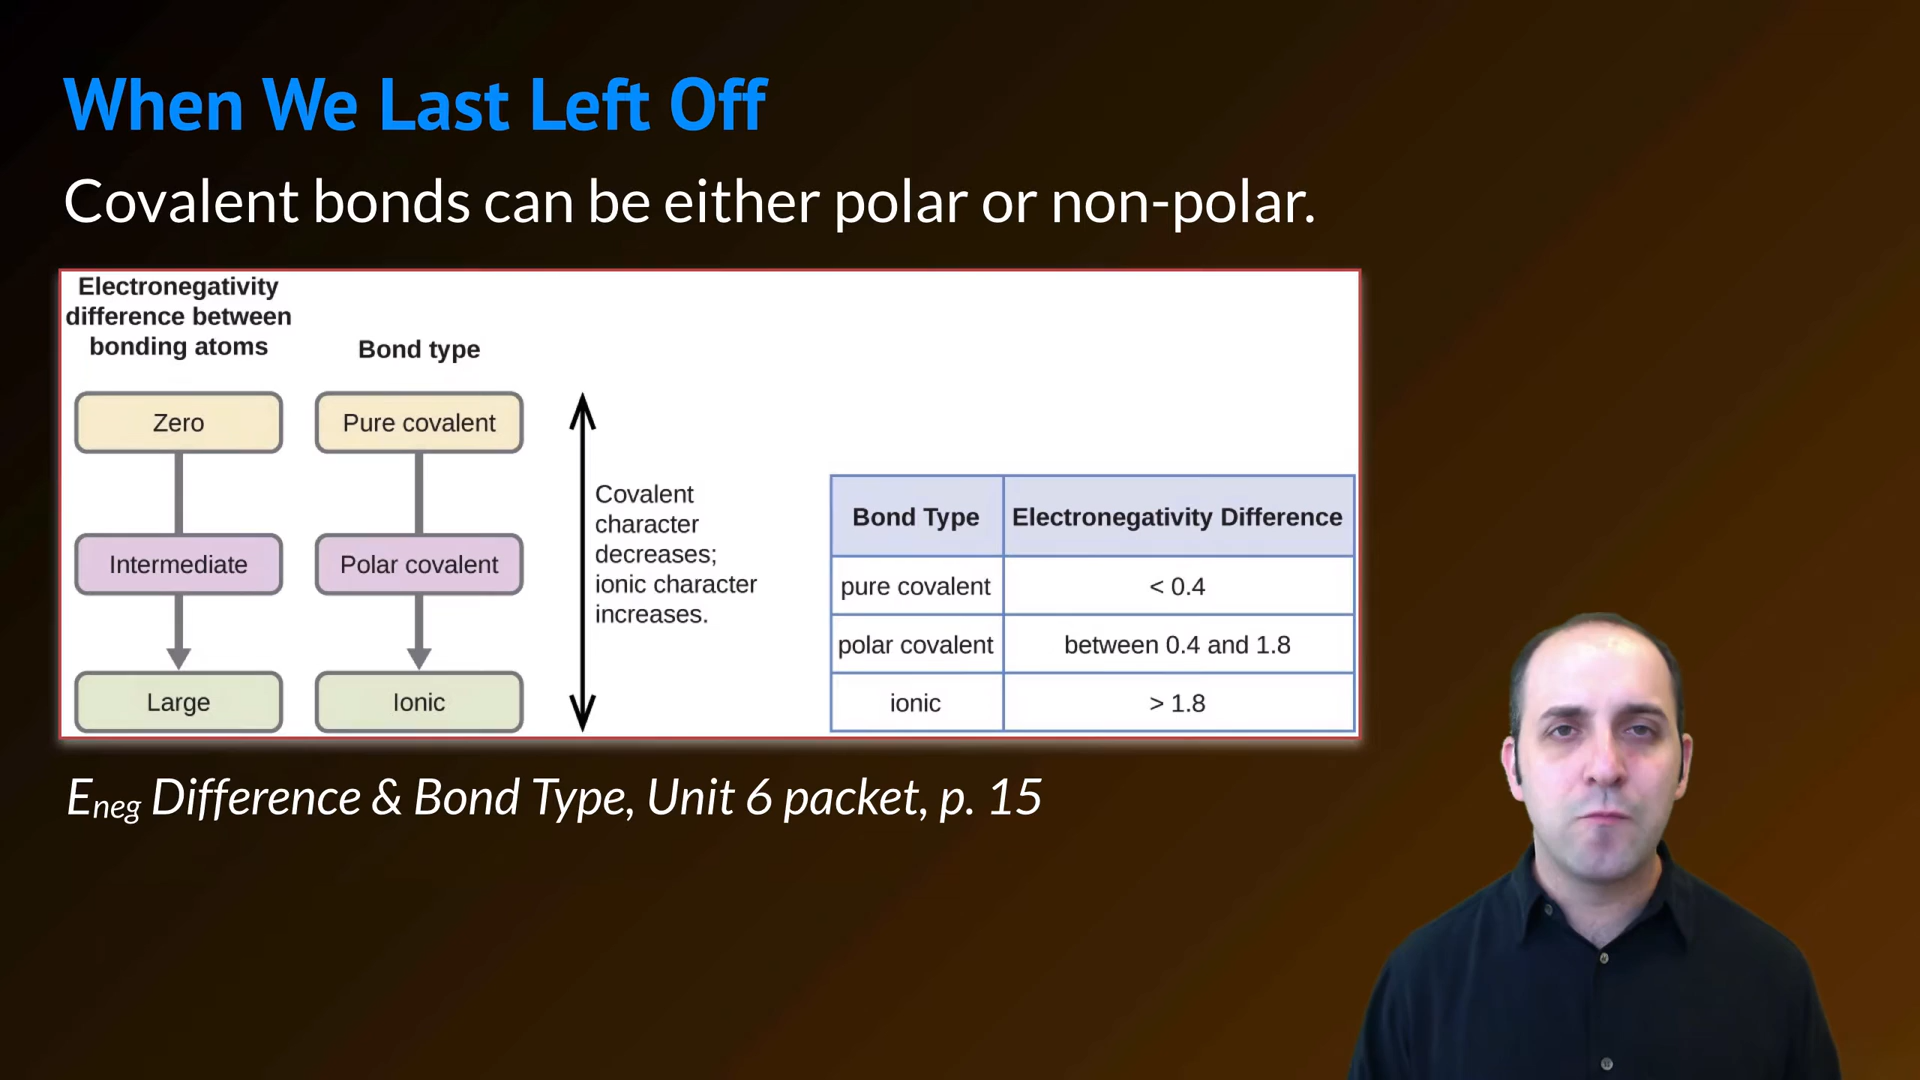 When We Last Left Off
Covalent bonds can be either polar or non-polar.
Electronegativity
difference between
bonding atoms
Bond type
Zero
Pure covalent
Intermediate
Polar covalent
Large
Ionic
Covalent
character
decreases;
ionic character
increases.
Bond Type Electronegativity Difference
pure covalent < 0.4
polar covalent between 0.4 and 1.8
ionic > 1.8
Eneg Difference & Bond Type, Unit 6 packet, p. 15